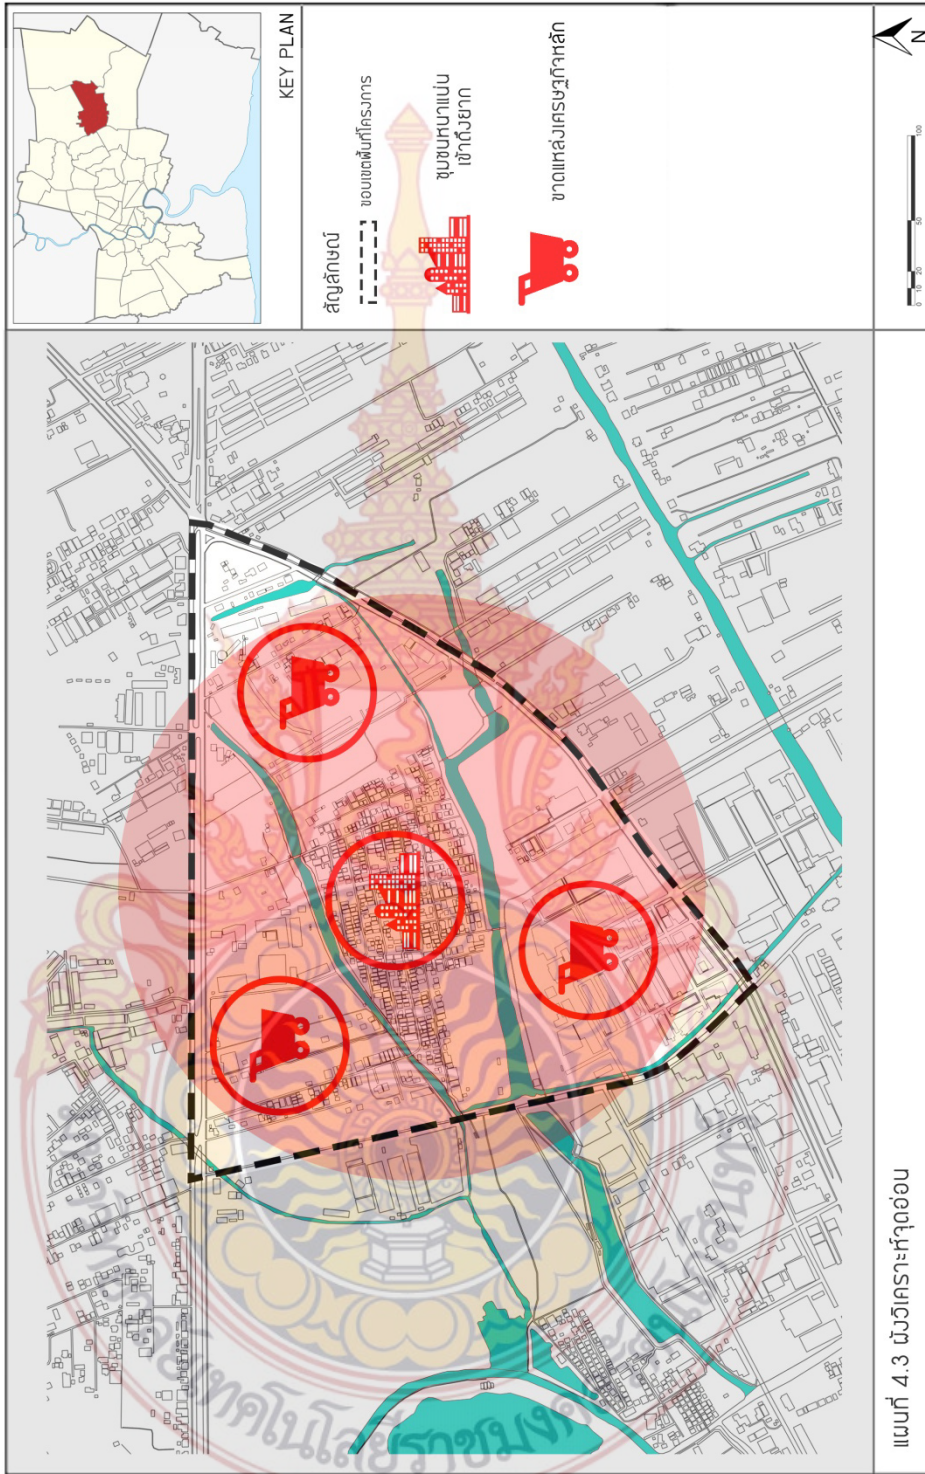 KEY PLAN
สัญลักษณ์
ขอบเขตพื้นที่โครงการ
ชุมชนหนาแน่น
เข้าถึงยาก
ขาดแหล่งเศรษฐกิจหลัก
N
0 10 20 50 100
แผนที่ 4.3 ผังวิเคราะห์จุดอ่อน